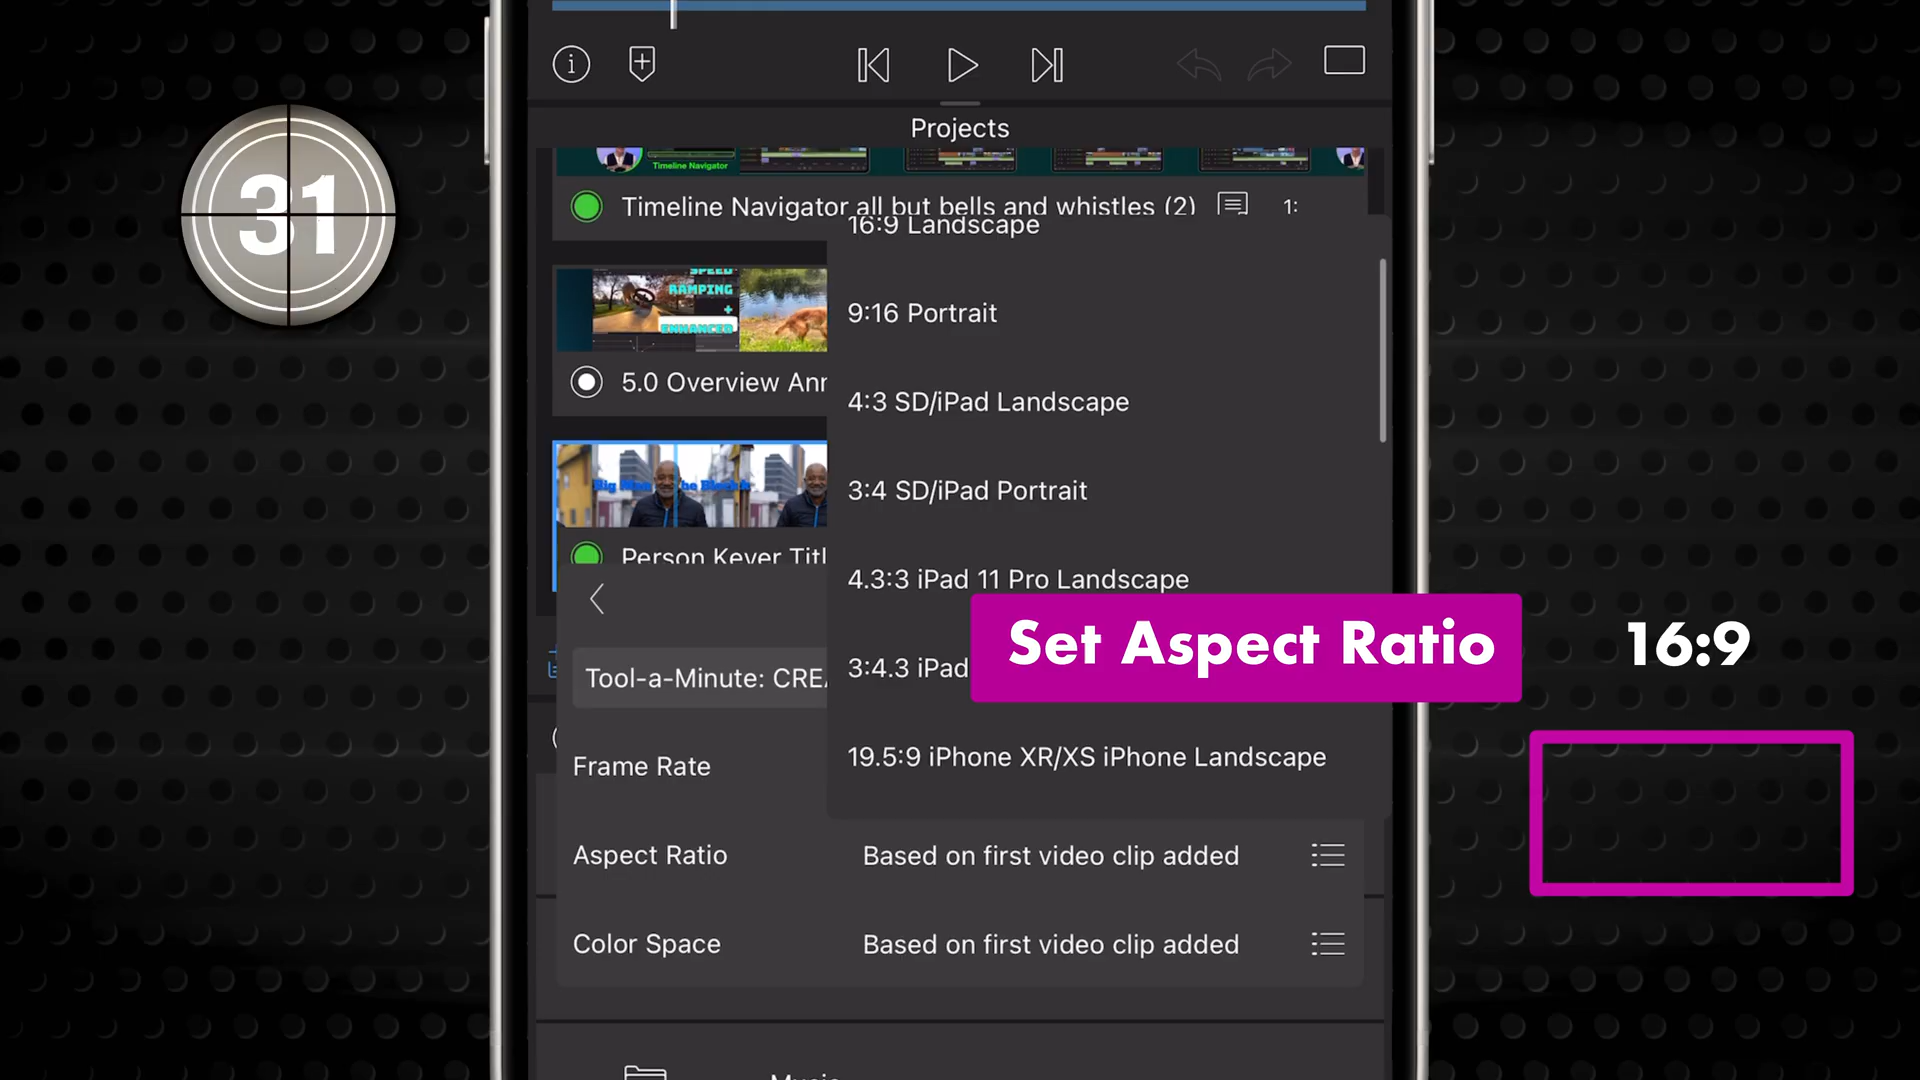 Projects
Timeline Navigator
Timeline Navigator all but bells and whistles (2)
1:
16:9 Landscape
31
SPEED
RAMPING
+
ENHANCED
9:16 Portrait
5.0 Overview Anr
4:3 SD/iPad Landscape
3:4 SD/iPad Portrait
Person Keyer Titl
4.3:3 iPad 11 Pro Landscape
Set Aspect Ratio
16:9
3:4.3 iPad
Tool-a-Minute: CREA
19.5:9 iPhone XR/XS iPhone Landscape
Frame Rate
Aspect Ratio
Based on first video clip added
Color Space
Based on first video clip added